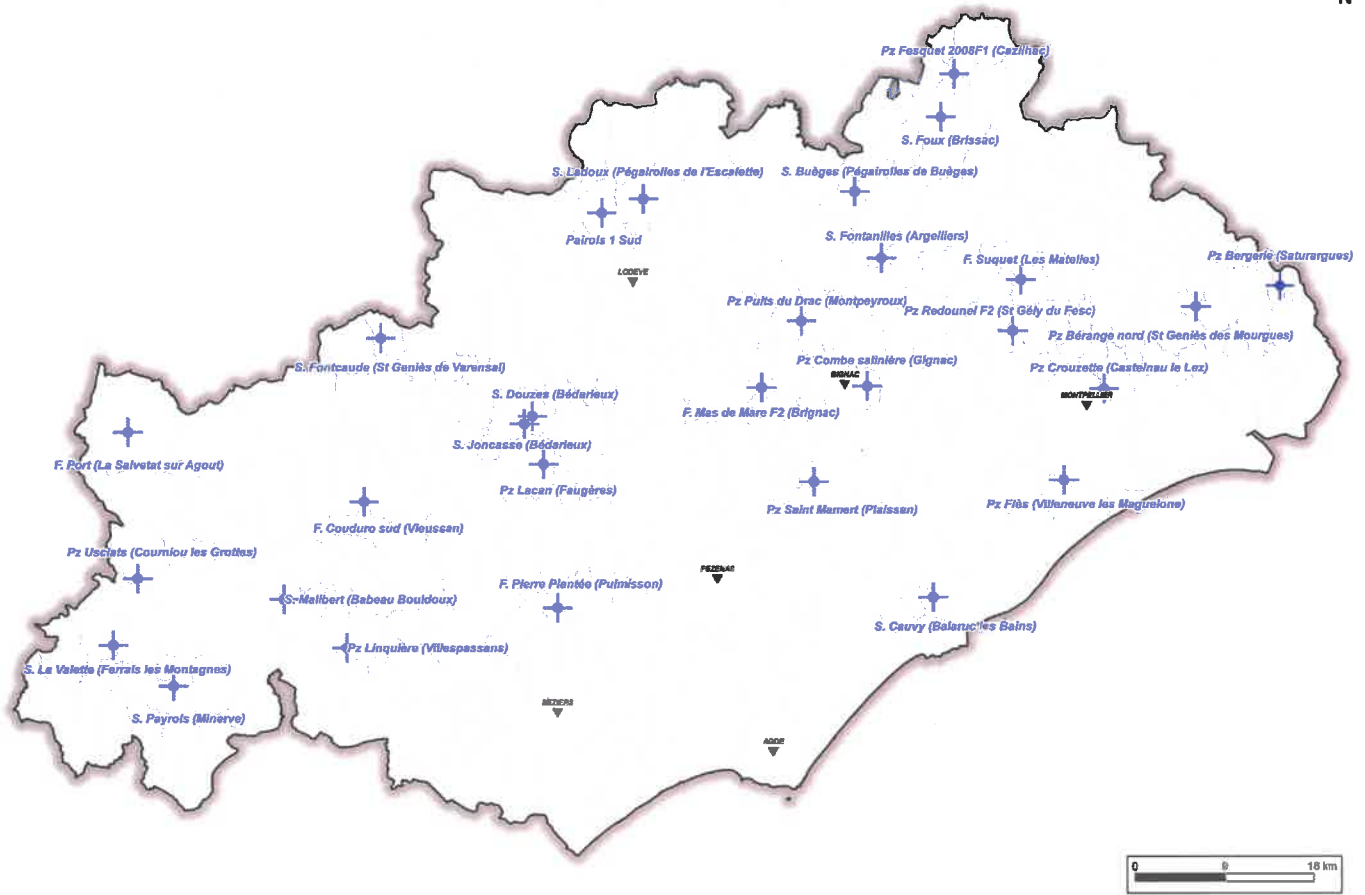 N
Pz Fesquet 2008F1 (Cazilhac)
S. Foux (Brissac)
S. Ladoux (Pégairolles de l'Escalette)
S. Buèges (Pégairolles de Buèges)
Pairols 1 Sud
S. Fontanilles (Argelliers)
Pz Bergerie (Saturargues)
F. Suquet (Les Matelles)
LODEVE
Pz Puits du Drac (Montpeyroux)
Pz Redounel F2 (St Gély du Fesc)
Pz Bérange nord (St Geniès des Mourgues)
S. Fontcaude (St Geniès de Varensal)
Pz Combe salinière (Gignac)
Pz Crouzette (Castelnau le Lez)
GIGNAC
S. Douzes (Bédarieux)
MONTPELLIER
F. Mas de Mare F2 (Brignac)
S. Joncasse (Bédarieux)
F. Port (La Salvetat sur Agout)
Pz Lacan (Faugères)
Pz Saint Mamert (Plaissan)
Pz Flès (Villeneuve les Maguelone)
F. Couduro sud (Vieussan)
Pz Usclats (Courniou les Grottes)
PEZENAS
F. Pierre Plantée (Puimisson)
S. Malibert (Babeau Bouldoux)
S. Cauvy (Balaruc les Bains)
Pz Linquière (Villespassans)
S. La Valette (Ferrals les Montagnes)
S. Payrols (Minerve)
BEZIERS
AGDE
0 9 18 km